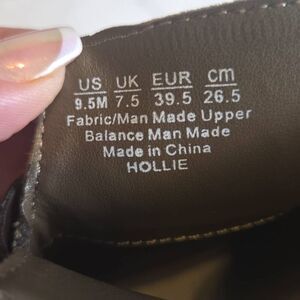 US UK EUR cm
9.5M 7.5 39.5 26.5
Fabric/Man Made Upper
Balance Man Made
Made in China
HOLLIE